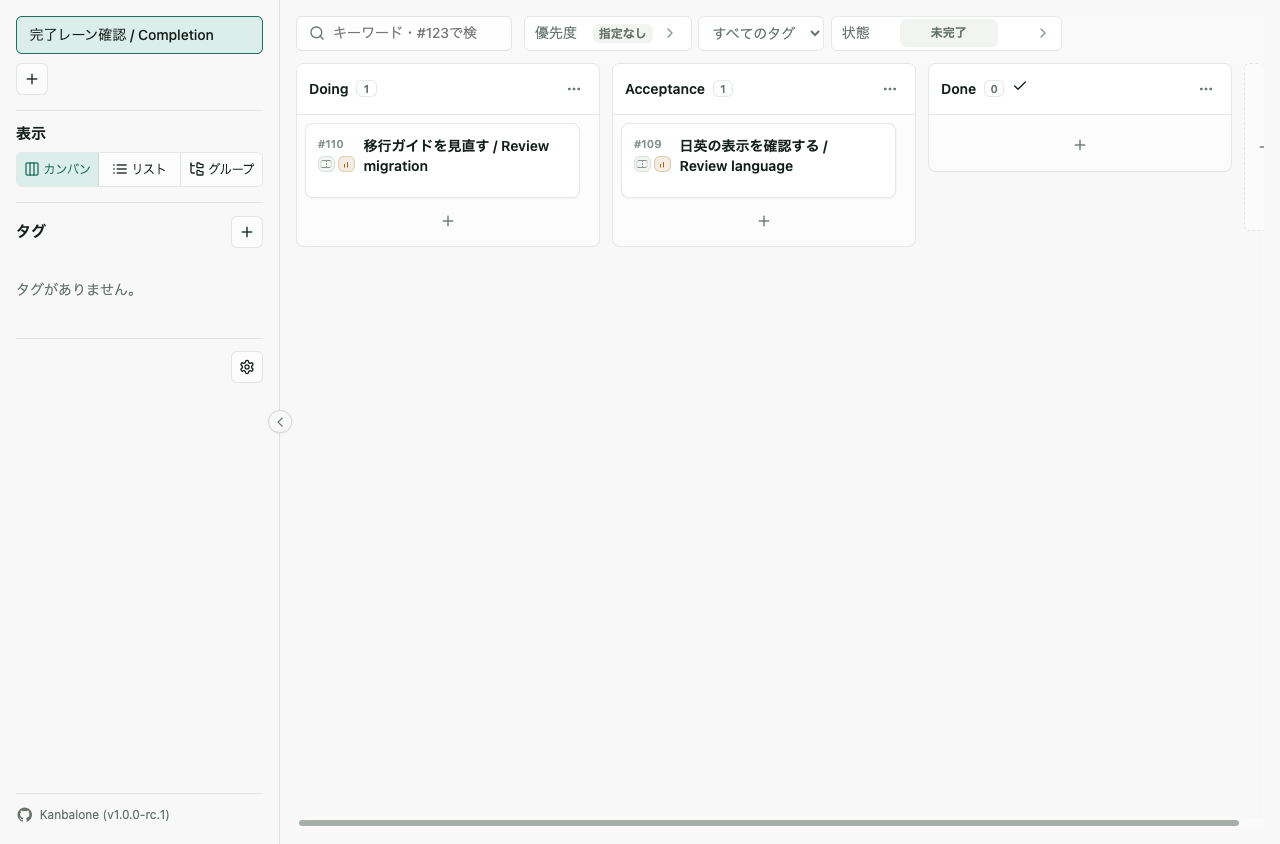 完了レーン確認 / Completion
表示
カンバン
リスト
グループ
タグ
タグがありません。
Kanbalone (v1.0.0-rc.1)
キーワード・#123で検
優先度 指定なし
すべてのタグ
状態 未完了
Doing 1
#110 移行ガイドを見直す / Review
migration
Acceptance 1
#109 日英の表示を確認する /
Review language
Done 0